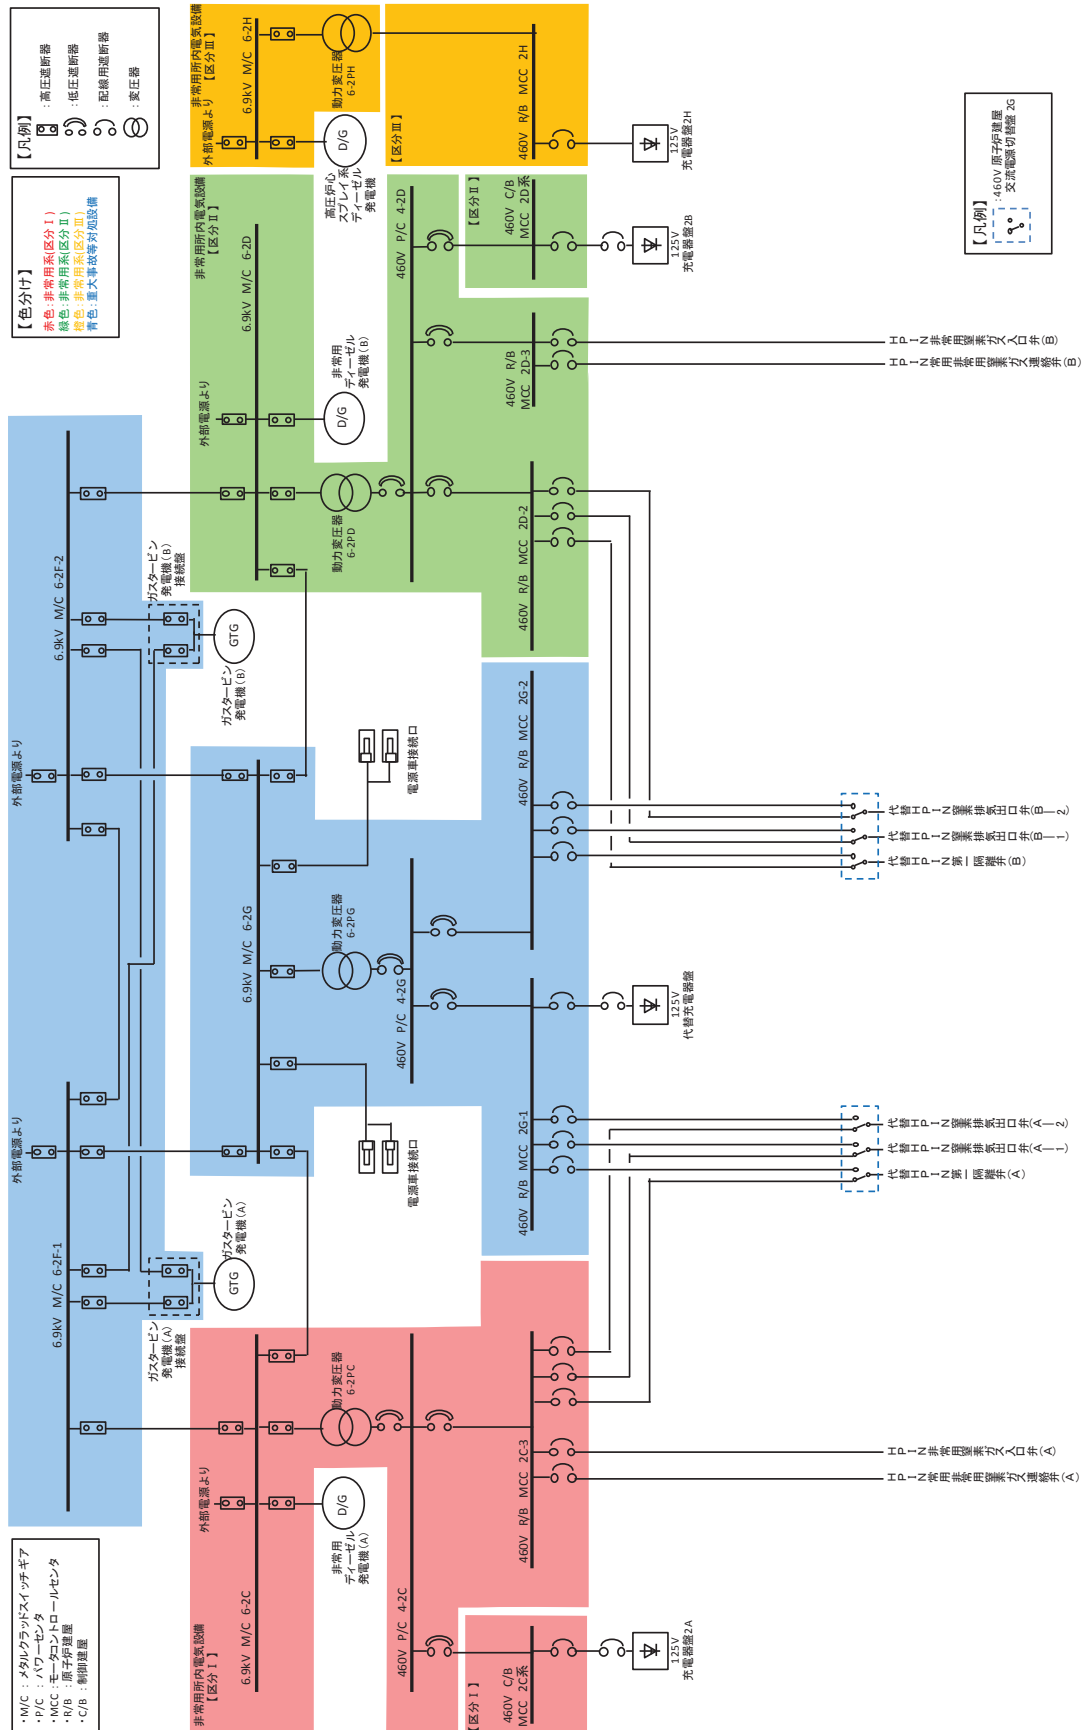 ・M/C ：メタルクラッドスイッチギア
・P/C ：パワーセンタ
・MCC ：モータコントロールセンタ
・R/B ：原子炉建屋
・C/B ：制御建屋
【色分け】
赤色：非常用系(区分Ⅰ)
緑色：非常用系(区分Ⅱ)
橙色：非常用系(区分Ⅲ)
青色：重大事故等対処設備
【凡例】
：高圧遮断器
：低圧遮断器
：配線用遮断器
：変圧器
外部電源より
6.9kV M/C 6-2F-1
外部電源より
6.9kV M/C 6-2F-2
ガスタービン
発電機(A)
接続盤
GTG
ガスタービン
発電機(A)
ガスタービン
発電機(B)
接続盤
GTG
ガスタービン
発電機(B)
非常用所内電気設備
【区分Ⅰ】
外部電源より
6.9kV M/C 6-2C
D/G
非常用
ディーゼル
発電機(A)
動力変圧器
6-2PC
460V P/C 4-2C
【区分Ⅰ】
460V C/B
MCC 2C系
460V R/B MCC 2C-3
125V
充電器盤2A
6.9kV M/C 6-2G
電源車接続口
電源車接続口
動力変圧器
6-2PG
460V P/C 4-2G
460V R/B MCC 2G-1
460V R/B MCC 2G-2
125V
代替充電器盤
非常用所内電気設備
【区分Ⅱ】
外部電源より
6.9kV M/C 6-2D
D/G
非常用
ディーゼル
発電機(B)
動力変圧器
6-2PD
460V P/C 4-2D
460V R/B MCC 2D-2
460V R/B
MCC 2D-3
【区分Ⅱ】
460V C/B
MCC 2D系
125V
充電器盤2B
非常用所内電気設備
【区分Ⅲ】
外部電源より
6.9kV M/C 6-2H
D/G
高圧炉心
スプレイ系
ディーゼル
発電機
動力変圧器
6-2PH
【区分Ⅲ】
460V R/B MCC 2H
125V
充電器盤2H
HPIN常用非常用窒素ガス連絡弁(A)
HPIN非常用窒素ガス入口弁(A)
代替HPIN第一隔離弁(A)
代替HPIN窒素排気出口弁(A―1)
代替HPIN窒素排気出口弁(A―2)
代替HPIN第一隔離弁(B)
代替HPIN窒素排気出口弁(B―1)
代替HPIN窒素排気出口弁(B―2)
HPIN常用非常用窒素ガス連絡弁(B)
HPIN非常用窒素ガス入口弁(B)
【凡例】
：460V 原子炉建屋
交流電源切替盤 2G